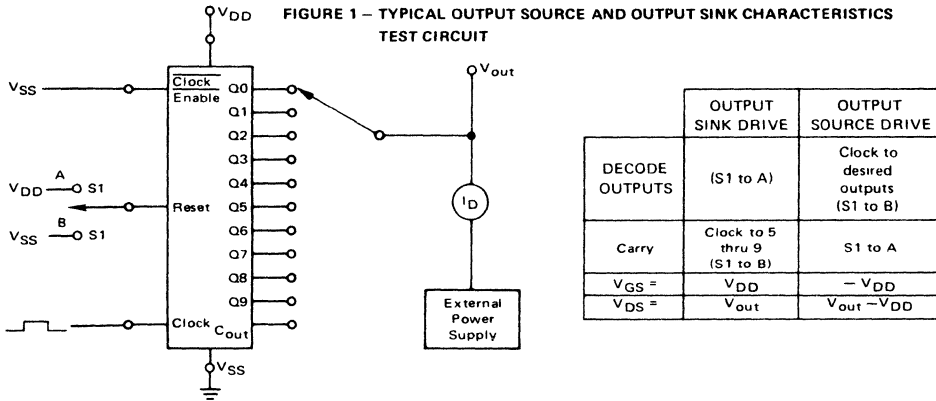 FIGURE 1 – TYPICAL OUTPUT SOURCE AND OUTPUT SINK CHARACTERISTICS
TEST CIRCUIT
VDD
VSS
Clock
Enable
Q0
Q1
Q2
Q3
Q4
Q5
Q6
Q7
Q8
Q9
Cout
VDD
A
S1
Reset
VSS
B
S1
Clock
VSS
Vout
ID
External
Power
Supply
OUTPUT
SINK DRIVE
OUTPUT
SOURCE DRIVE
DECODE
OUTPUTS
(S1 to A)
Clock to
desired
outputs
(S1 to B)
Carry
Clock to 5
thru 9
(S1 to B)
S1 to A
VGS =
VDD
– VDD
VDS =
Vout
Vout – VDD